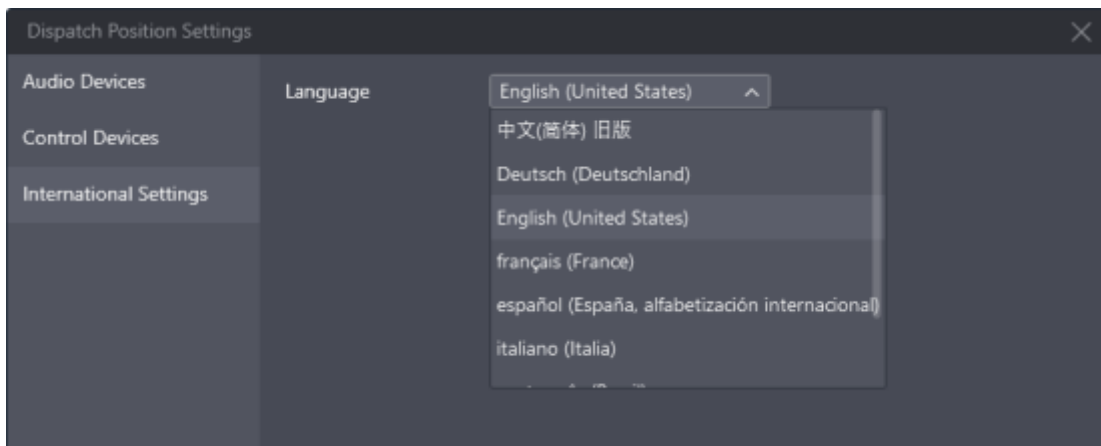 Dispatch Position Settings
Audio Devices
Language
English (United States)
中文(简体) 旧版
Control Devices
Deutsch (Deutschland)
International Settings
English (United States)
français (France)
español (España, alfabetización internacional)
italiano (Italia)